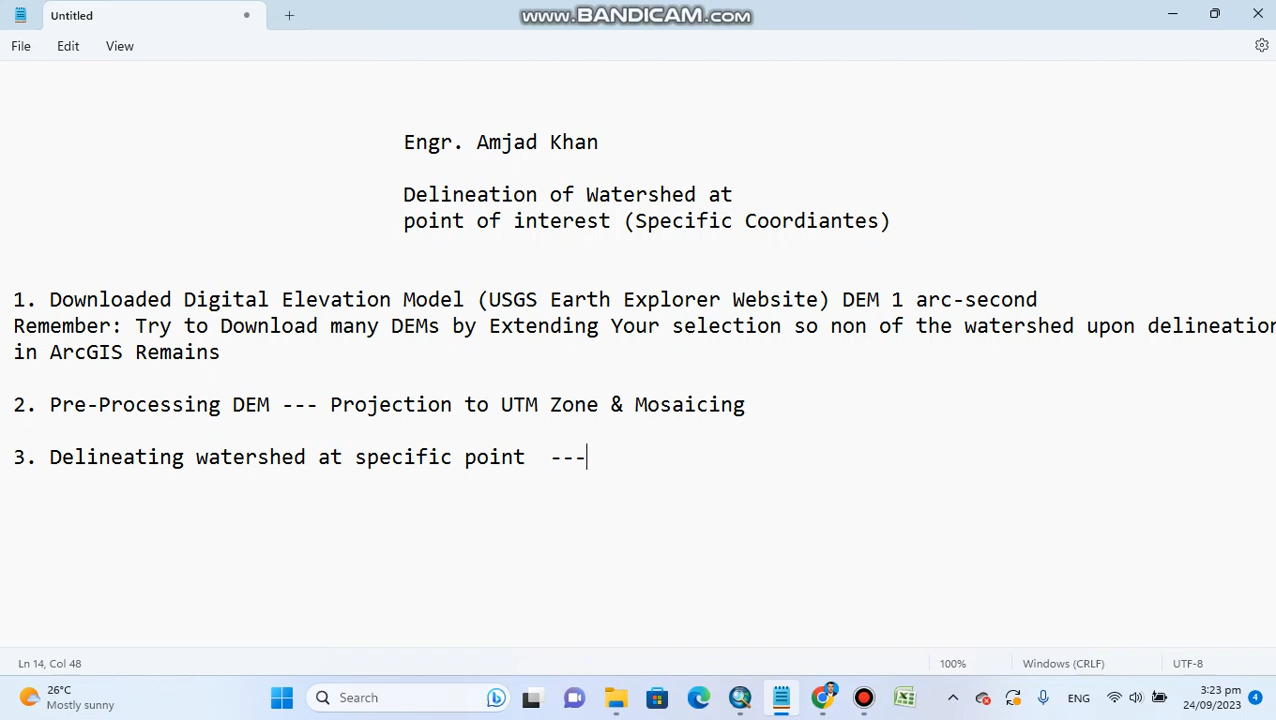 Untitled
www.BANDICAM.com
File Edit View
Engr. Amjad Khan
Delineation of Watershed at
point of interest (Specific Coordiantes)
1. Downloaded Digital Elevation Model (USGS Earth Explorer Website) DEM 1 arc-second
Remember: Try to Download many DEMs by Extending Your selection so non of the watershed upon delineation
in ArcGIS Remains
2. Pre-Processing DEM --- Projection to UTM Zone & Mosaicing
3. Delineating watershed at specific point ---
Ln 14, Col 48 100% Windows (CRLF) UTF-8
26°C
Mostly sunny
Search
ENG
3:23 pm
24/09/2023
4